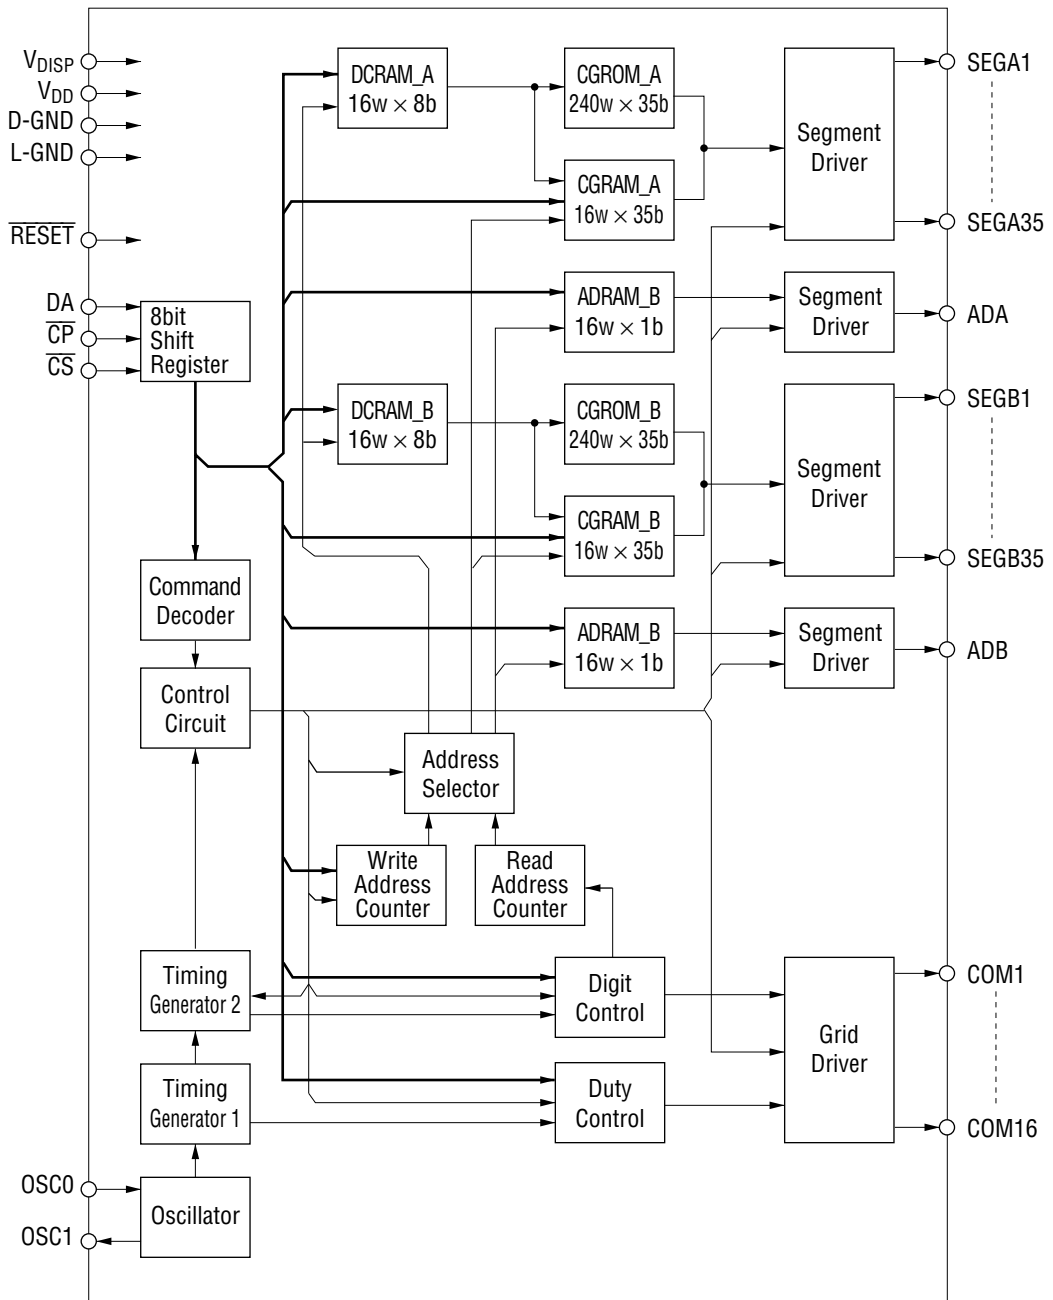 VDISP
VDD
D-GND
L-GND
RESET
DA
CP
CS
8bit
Shift
Register
DCRAM_A
16w × 8b
CGROM_A
240w × 35b
CGRAM_A
16w × 35b
Segment
Driver
SEGA1
SEGA35
ADRAM_B
16w × 1b
Segment
Driver
ADA
DCRAM_B
16w × 8b
CGROM_B
240w × 35b
CGRAM_B
16w × 35b
Segment
Driver
SEGB1
SEGB35
Command
Decoder
ADRAM_B
16w × 1b
Segment
Driver
ADB
Control
Circuit
Address
Selector
Write
Address
Counter
Read
Address
Counter
Timing
Generator 2
Digit
Control
Grid
Driver
COM1
COM16
Timing
Generator 1
Duty
Control
OSC0
OSC1
Oscillator